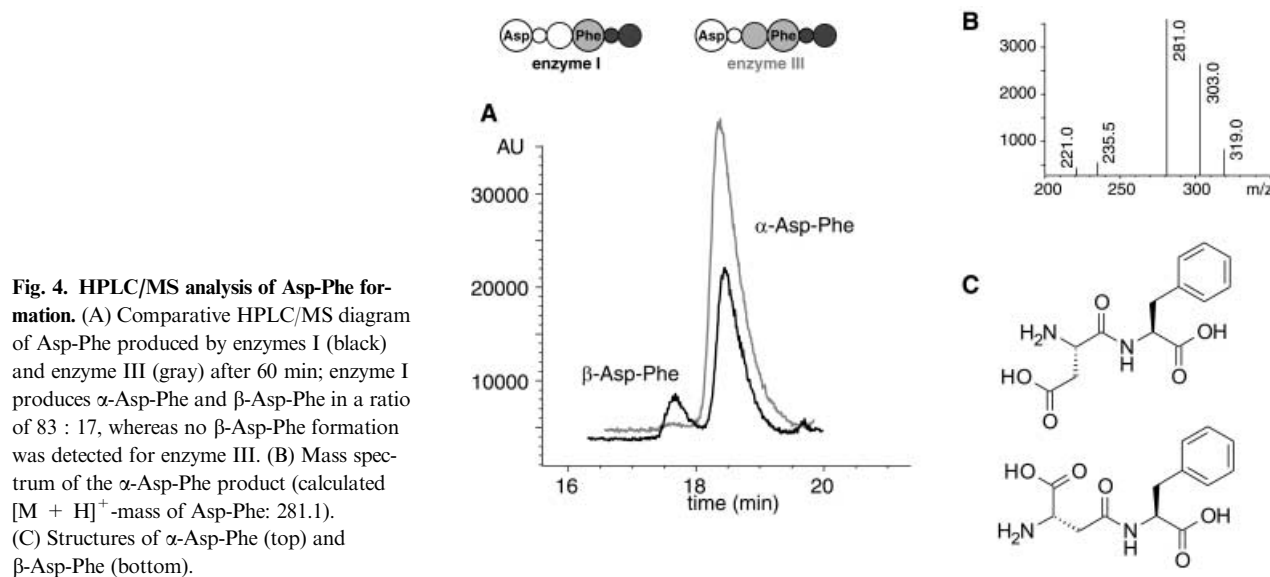 Asp Phe
enzyme I
Asp Phe
enzyme III
A
AU
30000
20000
10000
β-Asp-Phe
α-Asp-Phe
16 18 20
time (min)
B
3000
2000
1000
221.0
235.5
281.0
303.0
319.0
200 250 300 m/z
C
O
H2N
N
H
OH
HO
O
O
HO O
O
H2N
N
H
OH
O
Fig. 4. HPLC/MS analysis of Asp-Phe for-
mation. (A) Comparative HPLC/MS diagram
of Asp-Phe produced by enzymes I (black)
and enzyme III (gray) after 60 min; enzyme I
produces α-Asp-Phe and β-Asp-Phe in a ratio
of 83 : 17, whereas no β-Asp-Phe formation
was detected for enzyme III. (B) Mass spec-
trum of the α-Asp-Phe product (calculated
[M + H]+-mass of Asp-Phe: 281.1).
(C) Structures of α-Asp-Phe (top) and
β-Asp-Phe (bottom).